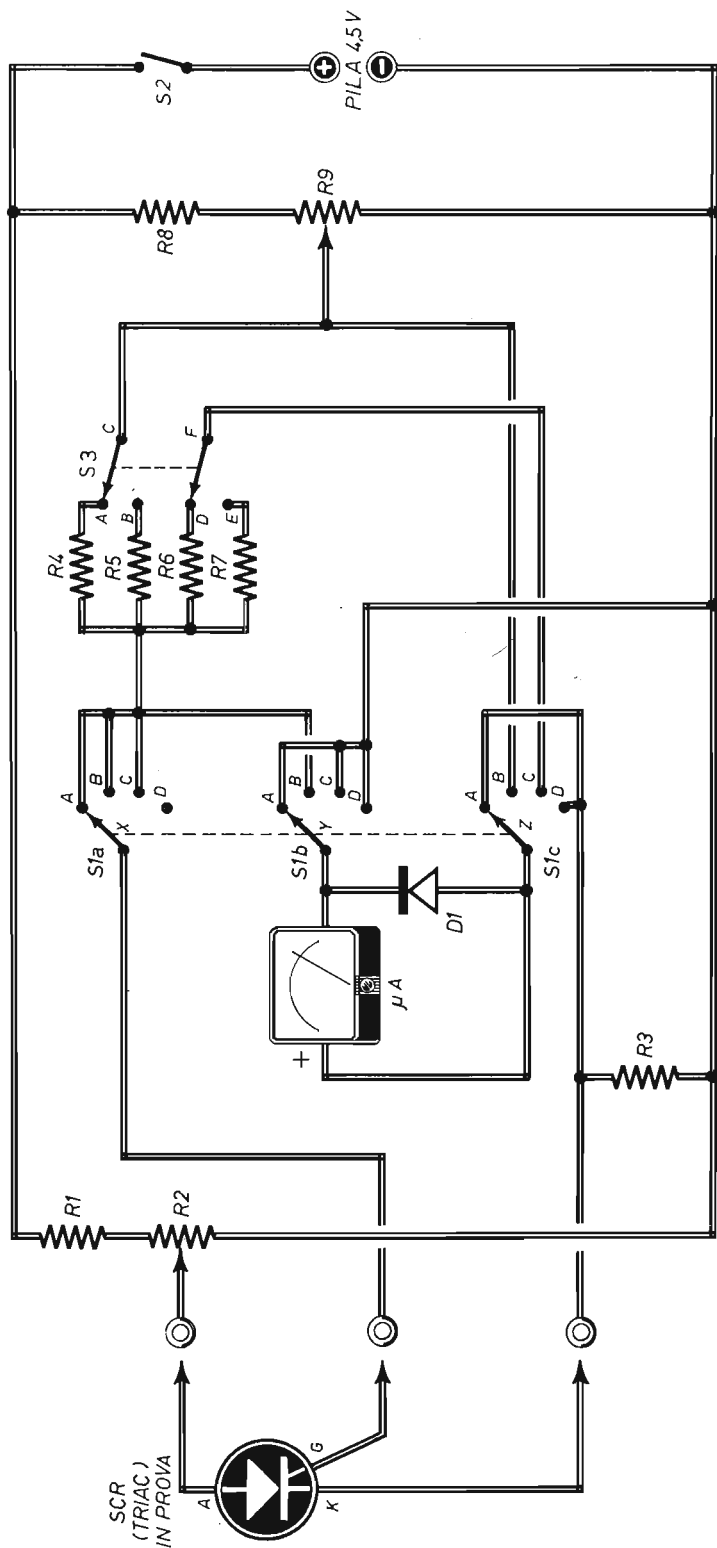 SCR
(TRIAC)
IN PROVA
A
G
K
R1
R2
R3
+
µA
D1
S1a
X
A
B
C
D
S1b
Y
A
B
C
D
S1c
Z
A
B
C
D
R4
R5
R6
R7
A
B
D
E
S3
C
F
R8
R9
S2
+
PILA 4,5V
−